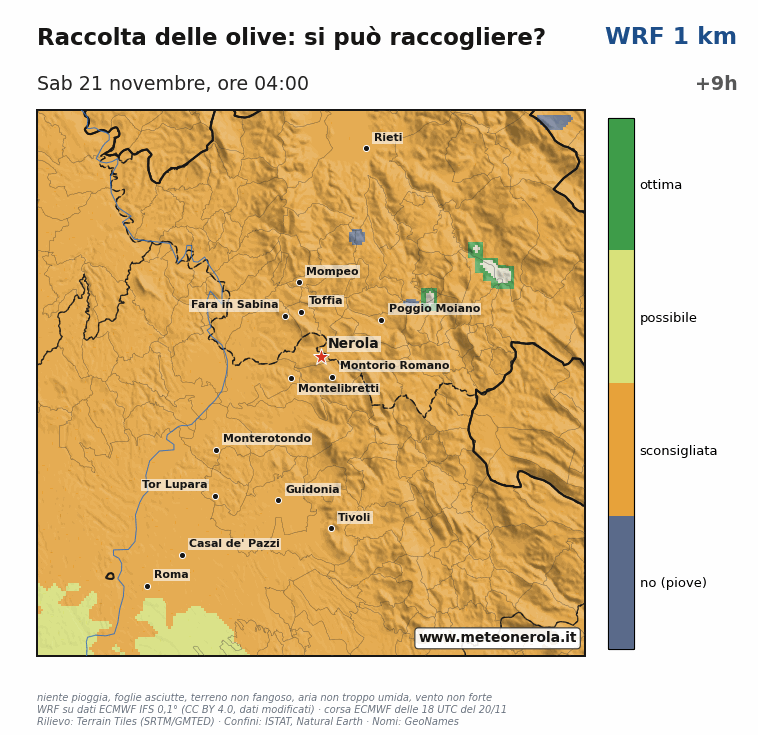 Raccolta delle olive: si può raccogliere?
WRF 1 km
Sab 21 novembre, ore 04:00
+9h
Rieti
Mompeo
Fara in Sabina
Toffia
Poggio Moiano
Nerola
Montorio Romano
Montelibretti
Monterotondo
Tor Lupara
Guidonia
Tivoli
Casal de' Pazzi
Roma
www.meteonerola.it
ottima
possibile
sconsigliata
no (piove)
niente pioggia, foglie asciutte, terreno non fangoso, aria non troppo umida, vento non forte
WRF su dati ECMWF IFS 0,1° (CC BY 4.0, dati modificati) · corsa ECMWF delle 18 UTC del 20/11
Rilievo: Terrain Tiles (SRTM/GMTED) · Confini: ISTAT, Natural Earth · Nomi: GeoNames